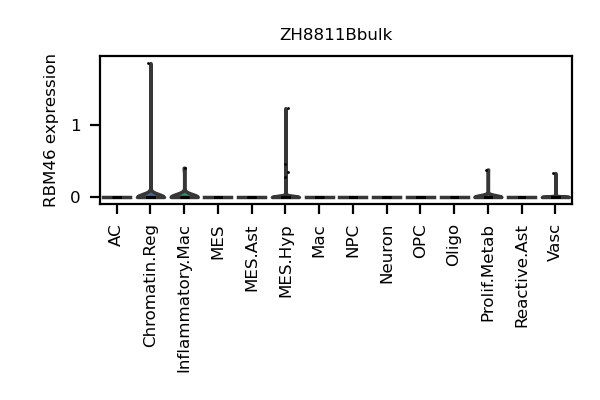 ZH8811Bbulk
RBM46 expression
1
0
AC
Chromatin.Reg
Inflammatory.Mac
MES
MES.Ast
MES.Hyp
Mac
NPC
Neuron
OPC
Oligo
Prolif.Metab
Reactive.Ast
Vasc